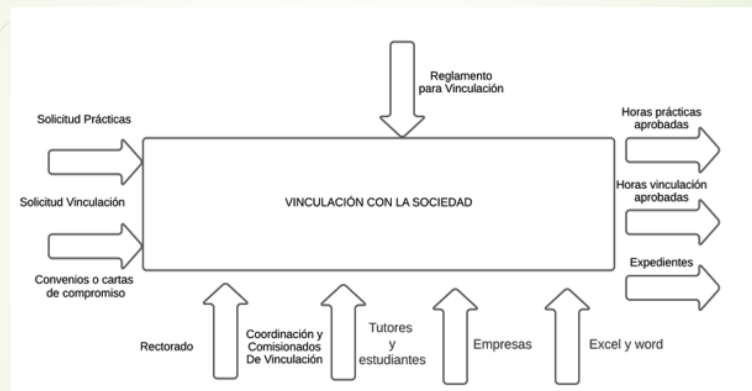 Reglamento
para Vinculación
Solicitud Prácticas
Horas prácticas
aprobadas
Solicitud Vinculación
VINCULACIÓN CON LA SOCIEDAD
Horas vinculación
aprobadas
Convenios o cartas
de compromiso
Expedientes
Rectorado
Coordinación y
Comisionados
De Vinculación
Tutores
y
estudiantes
Empresas
Excel y word